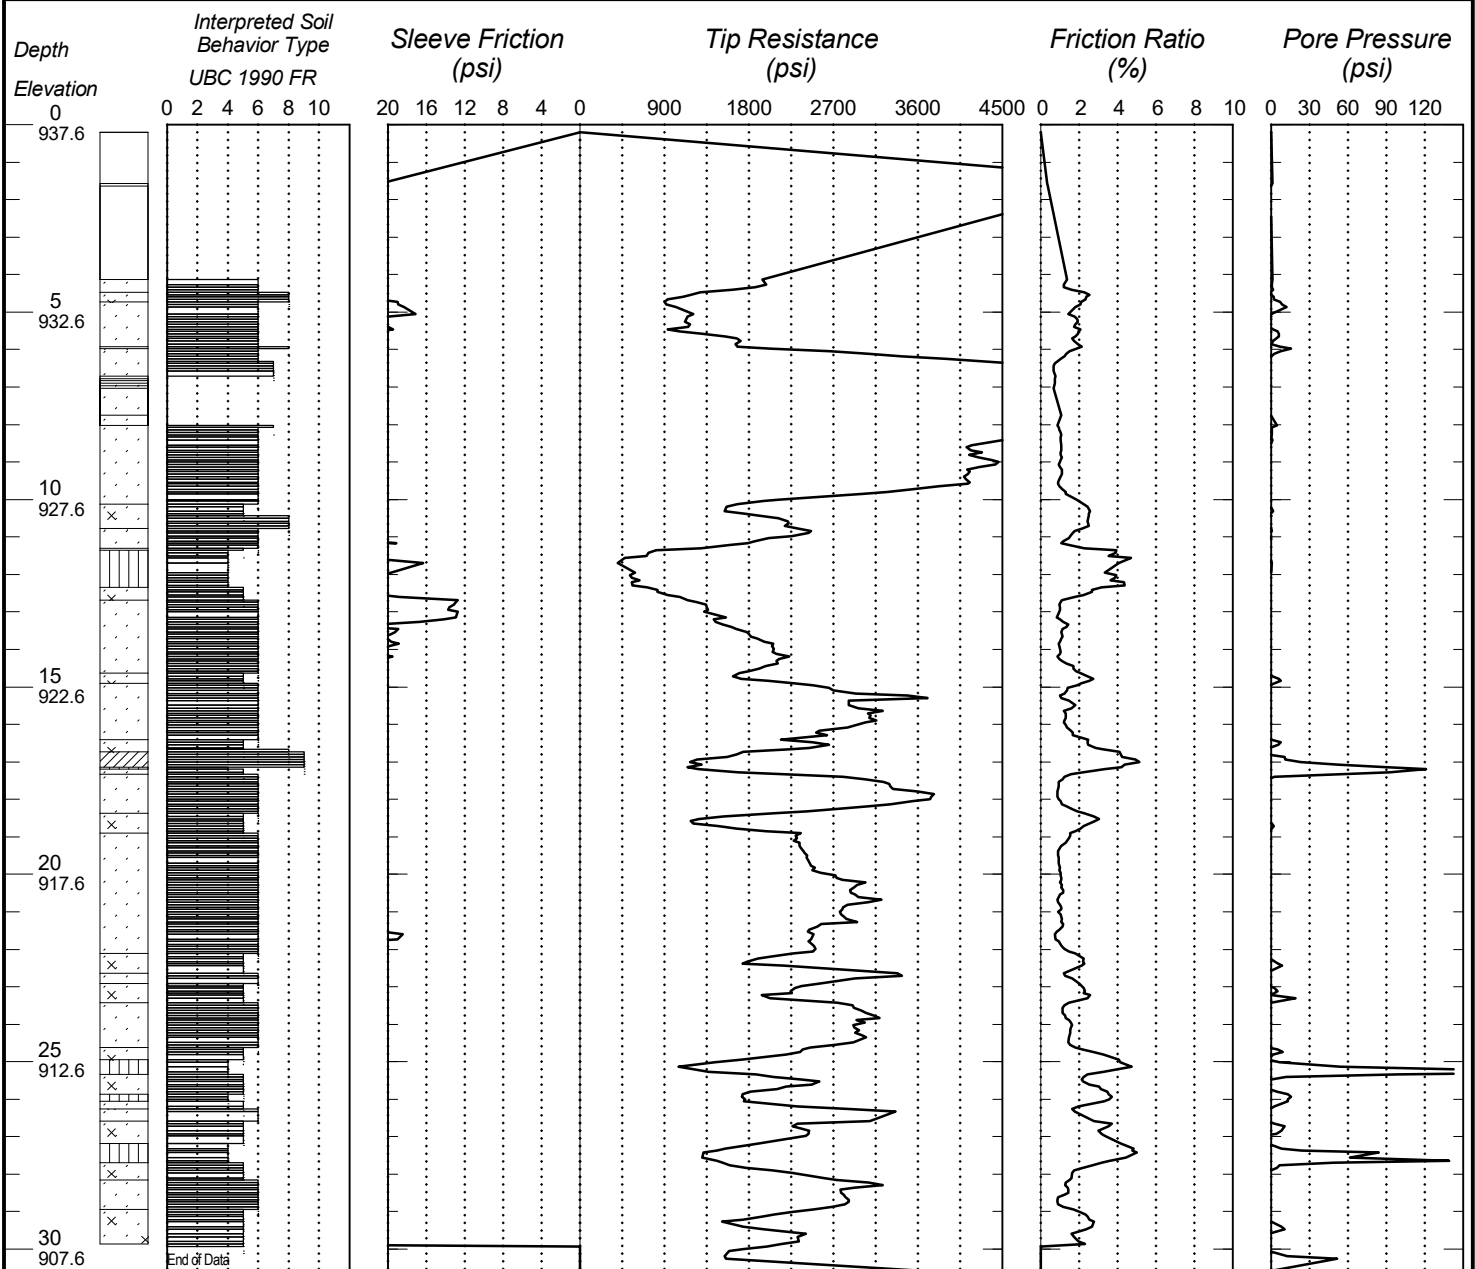 Depth
Elevation
Interpreted Soil
Behavior Type
UBC 1990 FR
Sleeve Friction
(psi)
Tip Resistance
(psi)
Friction Ratio
(%)
Pore Pressure
(psi)
0 2 4 6 8 10
20 16 12 8 4 0
900 1800 2700 3600 4500
0 2 4 6 8 10
0 30 60 90 120
0
937.6
5
932.6
10
927.6
15
922.6
20
917.6
25
912.6
30
907.6
End of Data